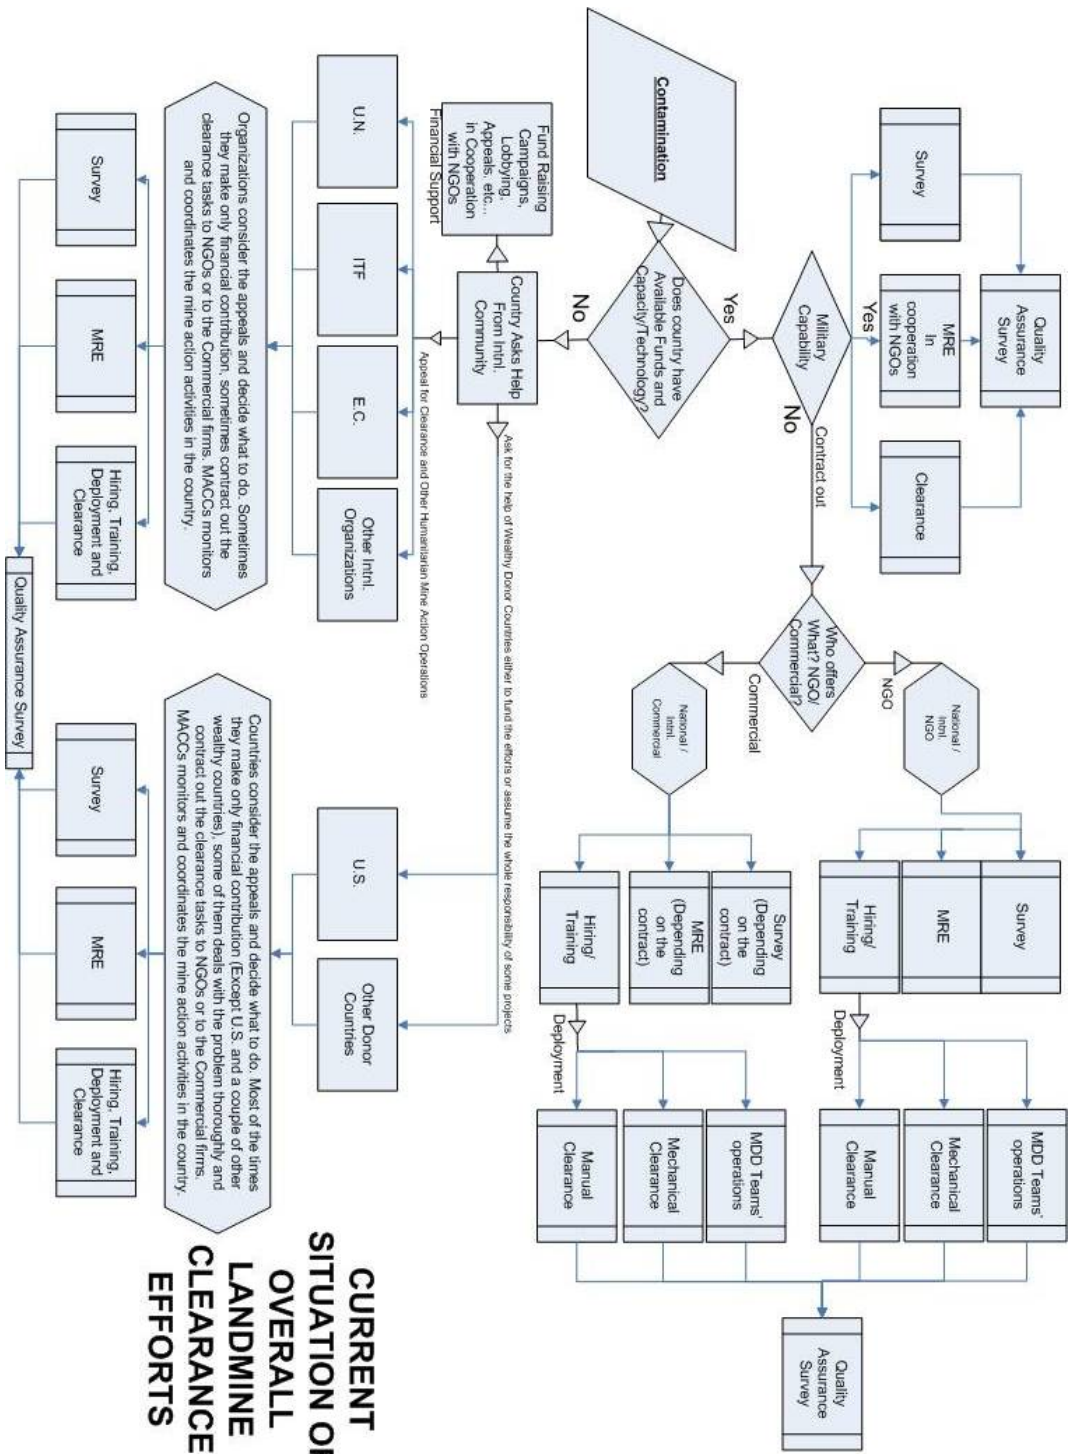 Contamination
Does country have
Available Funds and
Capacity/Technology?
Yes
No
Military
Capability
Yes
No
Contract out
Survey
MRE
In
cooperation
with NGOs
Clearance
Quality
Assurance
Survey
Who offers
What? NGO/
Commercial?
NGO
Commercial
National /
Intnl.
NGO
National /
Intnl.
Commercial
Survey
MRE
Hiring/
Training
Deployment
MDD Teams'
operations
Mechanical
Clearance
Manual
Clearance
Survey
(Depending
on the
contract)
MRE
(Depending
on the
contract)
Hiring/
Training
Deployment
MDD Teams'
operations
Mechanical
Clearance
Manual
Clearance
Quality
Assurance
Survey
Fund Raising
Campaigns,
Lobbying,
Appeals, etc...
in Cooperation
with NGOs
Financial Support
Country Asks Help
From Intnl.
Community
Ask for the help of Wealthy Donor Countries either to fund the efforts or assume the whole responsibility of some projects
Appeal for Clearance and Other Humanitarian Mine Action Operations
U.N.
ITF
E.C.
Other Intnl.
Organizations
U.S.
Other Donor
Countries
Organizations consider the appeals and decide what to do. Sometimes
they make only financial contribution, sometimes contract out the
clearance tasks to NGOs or to the Commercial firms. MACCs monitors
and coordinates the mine action activities in the country.
Countries consider the appeals and decide what to do. Most of the times
they make only financial contribution (Except U.S. and a couple of other
wealthy countries), some of them deals with the problem thoroughly and
contract out the clearance tasks to NGOs or to the Commercial firms.
MACCs monitors and coordinates the mine action activities in the country.
Survey
MRE
Hiring, Training,
Deployment and
Clearance
Survey
MRE
Hiring, Training,
Deployment and
Clearance
Quality Assurance Survey
CURRENT
SITUATION OF
OVERALL
LANDMINE
CLEARANCE
EFFORTS